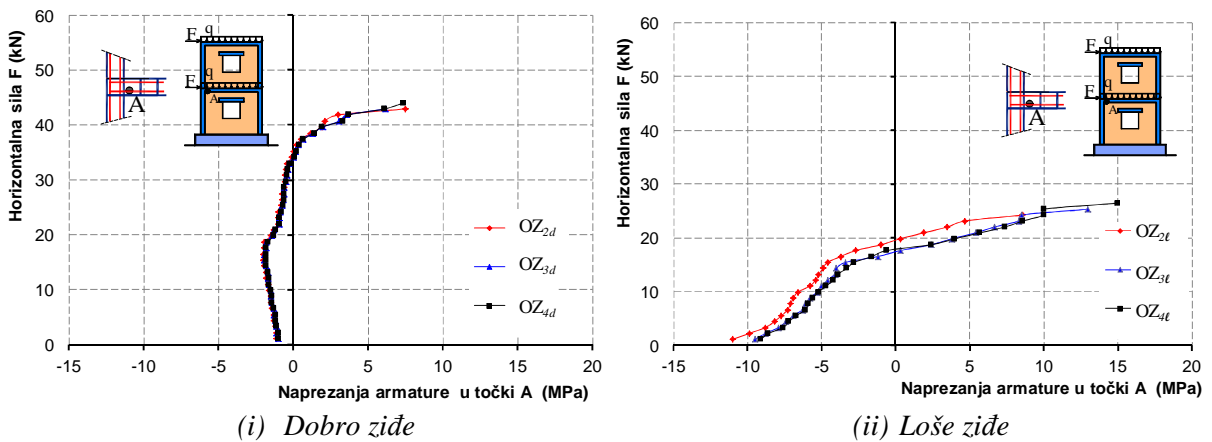 Horizontalna sila F (kN)
60
50
40
30
20
10
0
-15 -10 -5 0 5 10 15 20
Naprezanja armature u točki A (MPa)
A
F
q
F
q
A
OZ2d
OZ3d
OZ4d
(i) Dobro ziđe
Horizontalna sila F (kN)
60
50
40
30
20
10
0
-15 -10 -5 0 5 10 15 20
Naprezanja armature u točki A (MPa)
A
F
q
F
q
A
OZ2ℓ
OZ3ℓ
OZ4ℓ
(ii) Loše ziđe